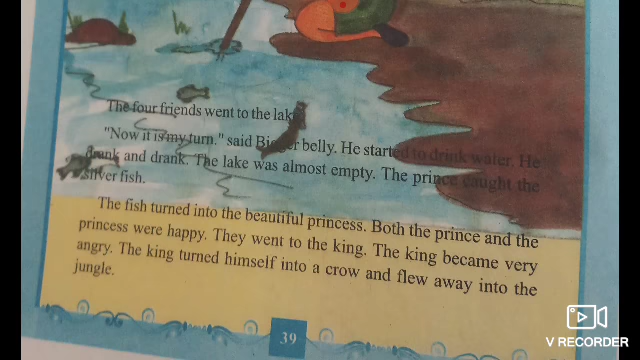 The four friends went to the lake.
"Now it is my turn." said Bigger belly. He started to drink water. He
drank and drank. The lake was almost empty. The prince caught the
silver fish.
The fish turned into the beautiful princess. Both the prince and the
princess were happy. They went to the king. The king became very
angry. The king turned himself into a crow and flew away into the
jungle.
39
V RECORDER